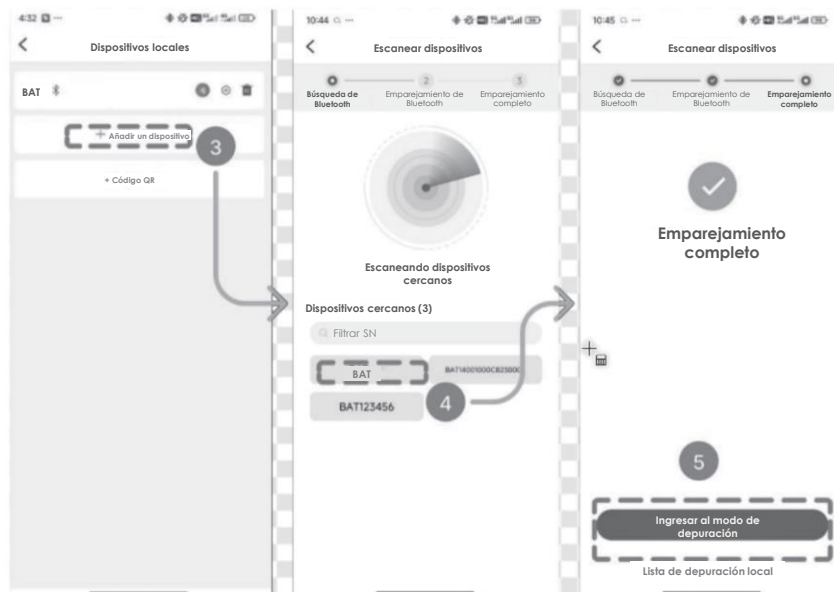 4:32
Dispositivos locales
BAT
+ Añadir un dispositivo
3
+ Código QR
10:44
Escanear dispositivos
2
3
Búsqueda de
Bluetooth
Emparejamiento de
Bluetooth
Emparejamiento
completo
Escaneando dispositivos
cercanos
Dispositivos cercanos (3)
Filtrar SN
BAT
BAT123456
4
10:45
Escanear dispositivos
Búsqueda de
Bluetooth
Emparejamiento de
Bluetooth
Emparejamiento
completo
Emparejamiento
completo
5
Ingresar al modo de
depuración
Lista de depuración local